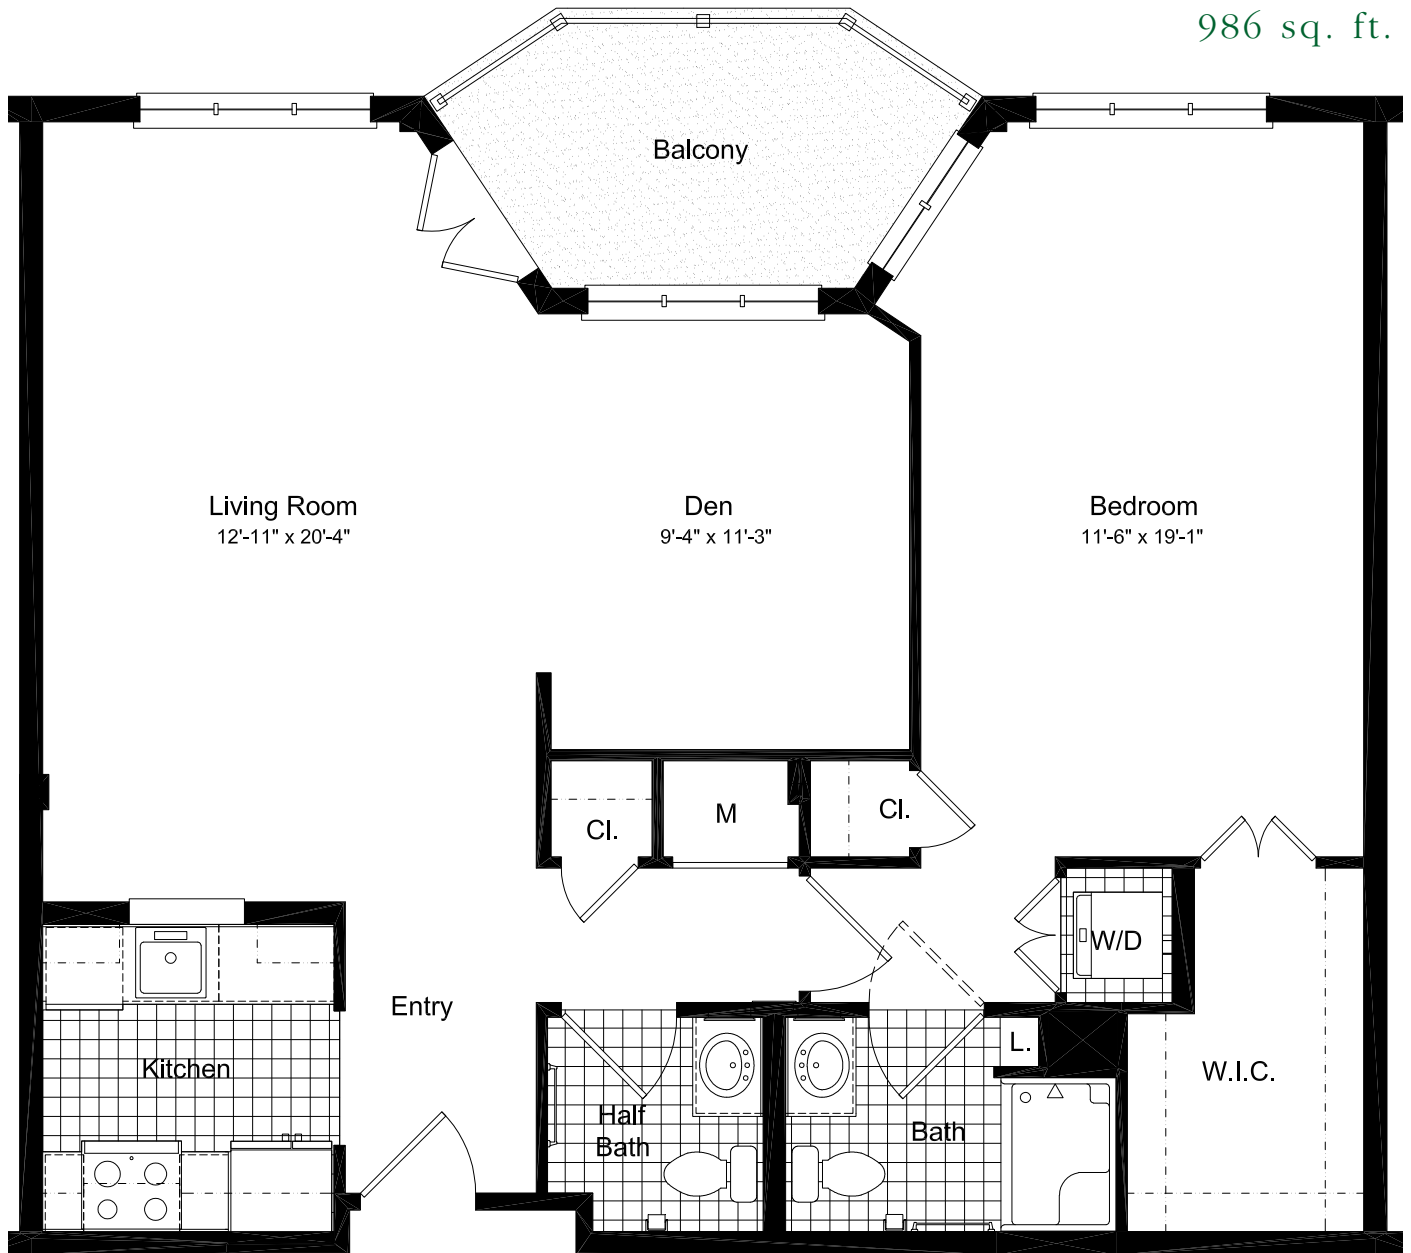 986 sq. ft.
Balcony
Living Room
12'-11" x 20'-4"
Den
9'-4" x 11'-3"
Bedroom
11'-6" x 19'-1"
Cl.
M
Cl.
W/D
Entry
Kitchen
Half
Bath
Bath
L.
W.I.C.